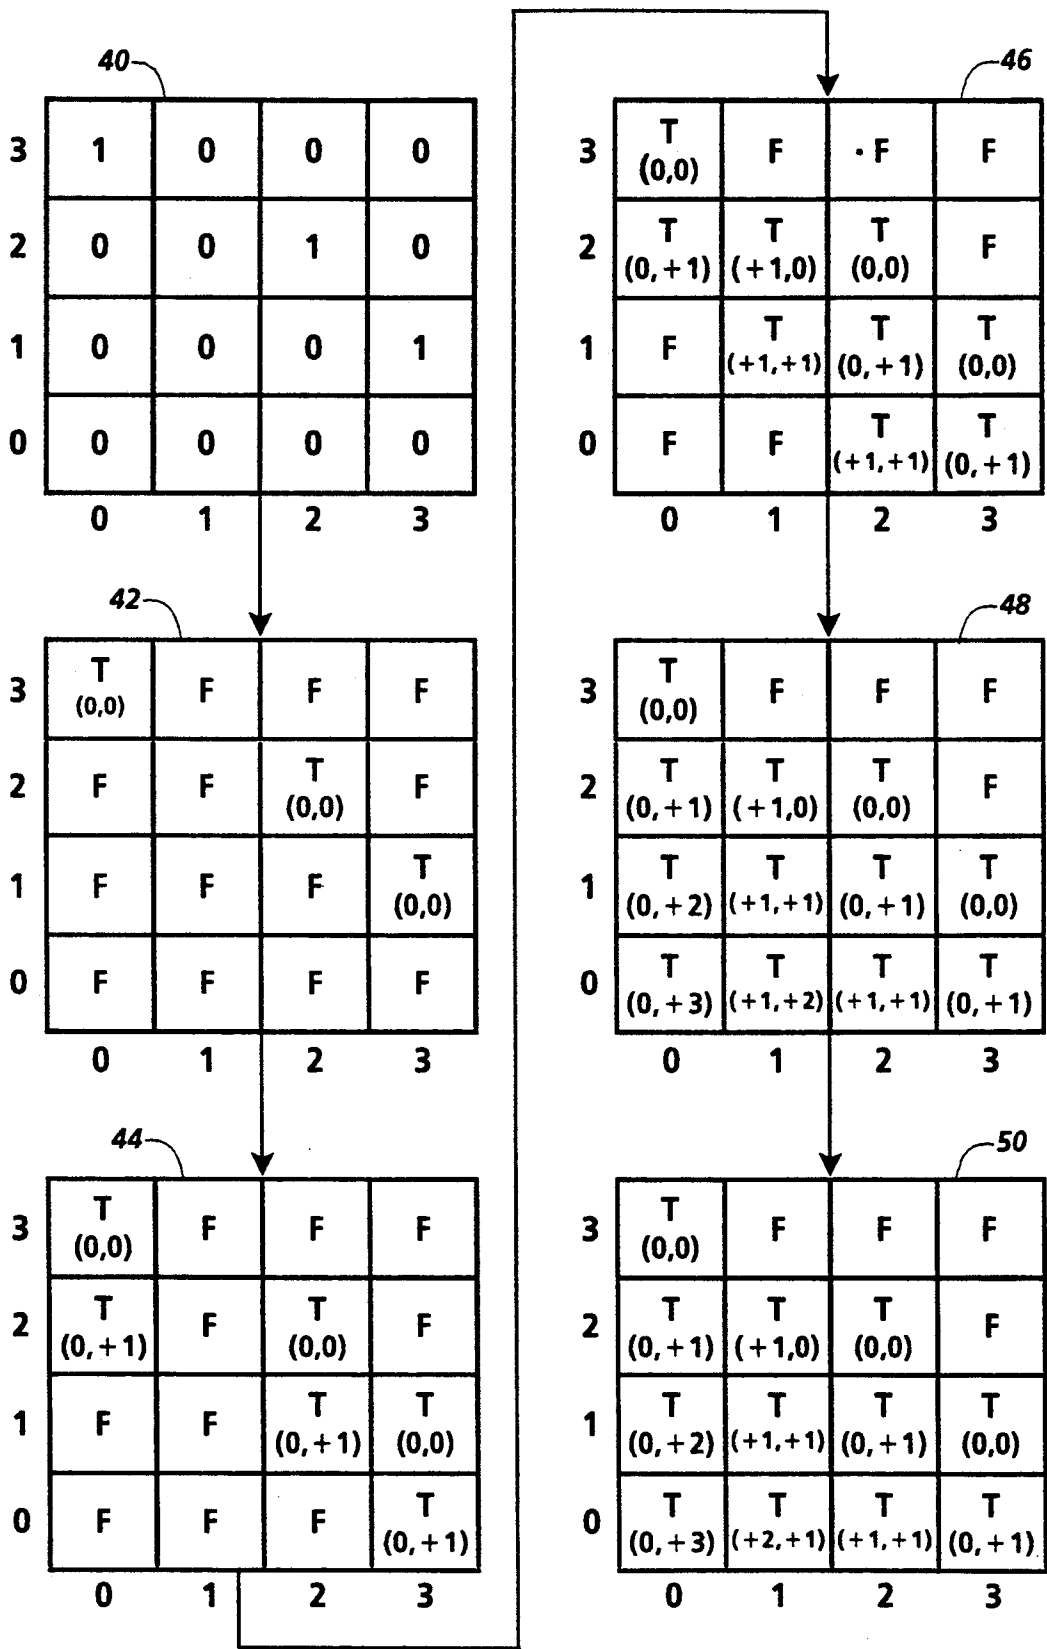 40
3 1 0 0 0
2 0 0 1 0
1 0 0 0 1
0 0 0 0 0
0 1 2 3
42
3 T (0,0) F F F
2 F F T (0,0) F
1 F F F T (0,0)
0 F F F F
0 1 2 3
44
3 T (0,0) F F F
2 T (0,+1) F T (0,0) F
1 F F T (0,+1) T (0,0)
0 F F F T (0,+1)
0 1 2 3
46
3 T (0,0) F F F
2 T (0,+1) T (+1,0) T (0,0) F
1 F T (+1,+1) T (0,+1) T (0,0)
0 F F T (+1,+1) T (0,+1)
0 1 2 3
48
3 T (0,0) F F F
2 T (0,+1) T (+1,0) T (0,0) F
1 T (0,+2) T (+1,+1) T (0,+1) T (0,0)
0 T (0,+3) T (+1,+2) T (+1,+1) T (0,+1)
0 1 2 3
50
3 T (0,0) F F F
2 T (0,+1) T (+1,0) T (0,0) F
1 T (0,+2) T (+1,+1) T (0,+1) T (0,0)
0 T (0,+3) T (+2,+1) T (+1,+1) T (0,+1)
0 1 2 3